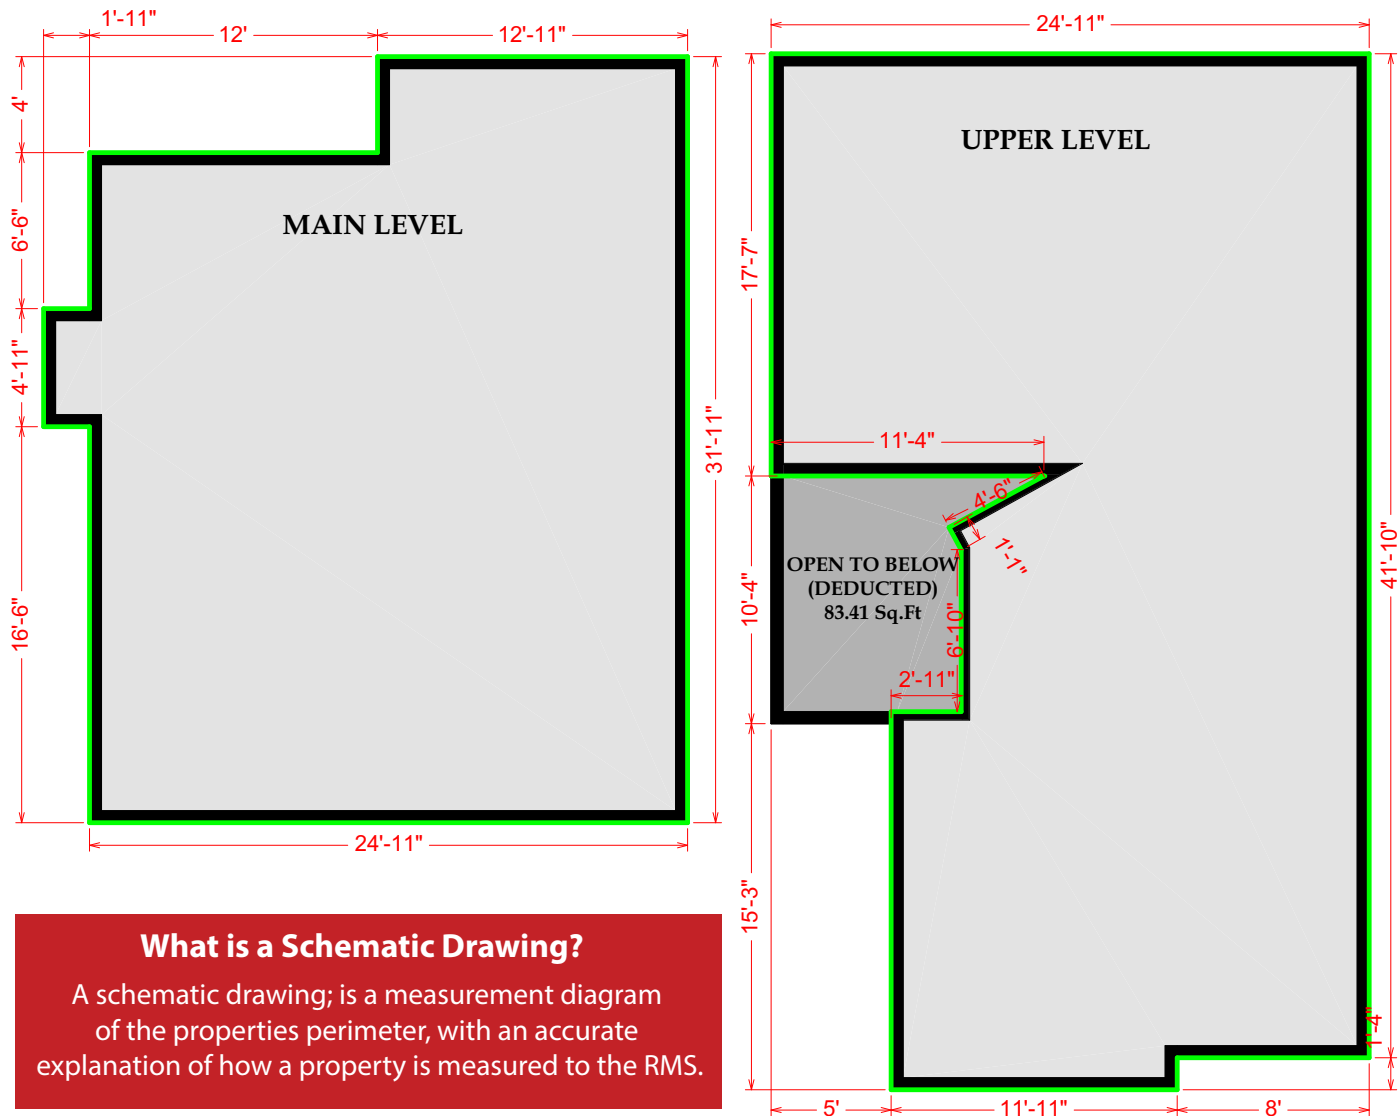 1'-11"
12'
12'-11"
4'
6'-6"
4'-11"
16'-6"
31'-11"
24'-11"
MAIN LEVEL
24'-11"
UPPER LEVEL
17'-7"
41'-10"
11'-4"
4'-6"
1'-1"
OPEN TO BELOW
(DEDUCTED)
83.41 Sq.Ft
10'-4"
6'-10"
2'-11"
15'-3"
1'-4"
5'
11'-11"
8'
What is a Schematic Drawing?
A schematic drawing; is a measurement diagram
of the properties perimeter, with an accurate
explanation of how a property is measured to the RMS.